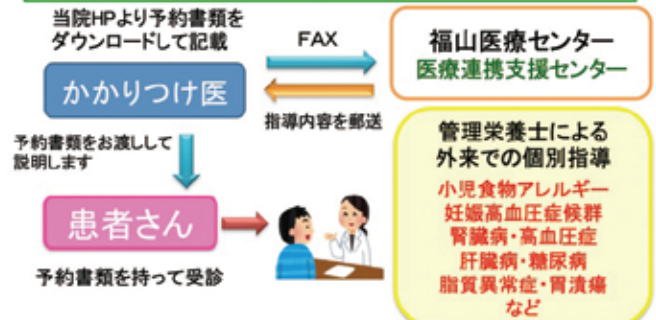 当院HPより予約書類を
ダウンロードして記載
かかりつけ医
FAX
指導内容を郵送
福山医療センター
医療連携支援センター
予約書類をお渡しして
説明します
患者さん
予約書類を持って受診
管理栄養士による
外来での個別指導
小児食物アレルギー
妊娠高血圧症候群
腎臓病・高血圧症
肝臓病・糖尿病
脂質異常症・胃潰瘍
など